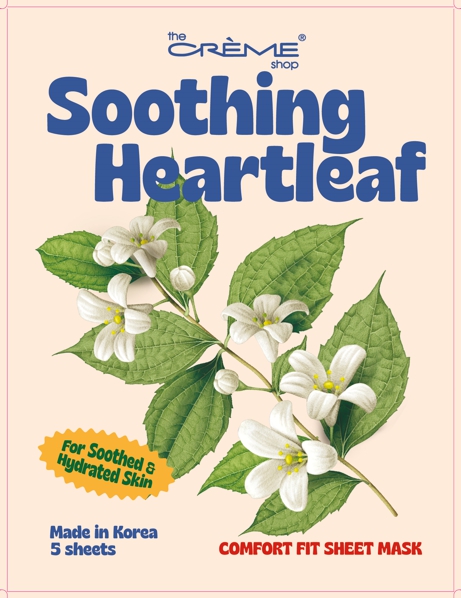 the
CRÈME®
shop
Soothing
Heartleaf
For Soothed &
Hydrated Skin
Made in Korea
5 sheets
COMFORT FIT SHEET MASK